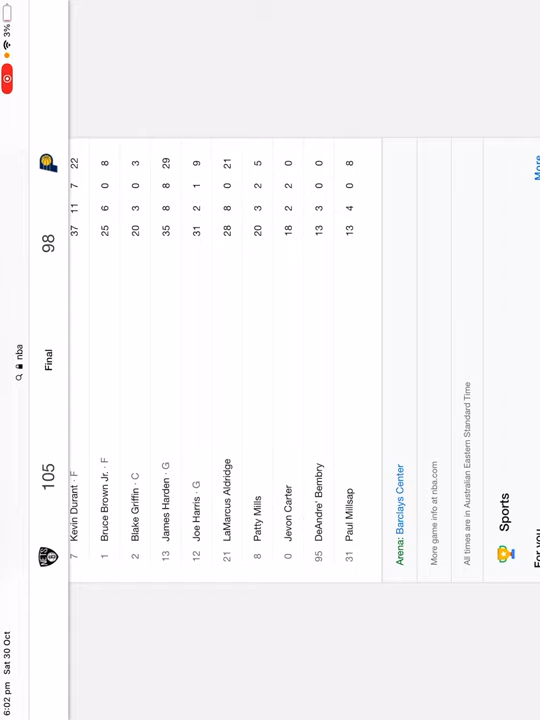 6:02 pm Sat 30 Oct 3%
nba
NETS 105 Final 98
7 Kevin Durant · F 37 11 7 22
1 Bruce Brown Jr. · F 25 6 0 8
2 Blake Griffin · C 20 3 0 3
13 James Harden · G 35 8 8 29
12 Joe Harris · G 31 2 1 9
21 LaMarcus Aldridge 28 8 0 21
8 Patty Mills 20 3 2 5
0 Jevon Carter 18 2 2 0
95 DeAndre' Bembry 13 3 0 0
31 Paul Millsap 13 4 0 8
Arena: Barclays Center
More game info at nba.com
All times are in Australian Eastern Standard Time
Sports
For you
More